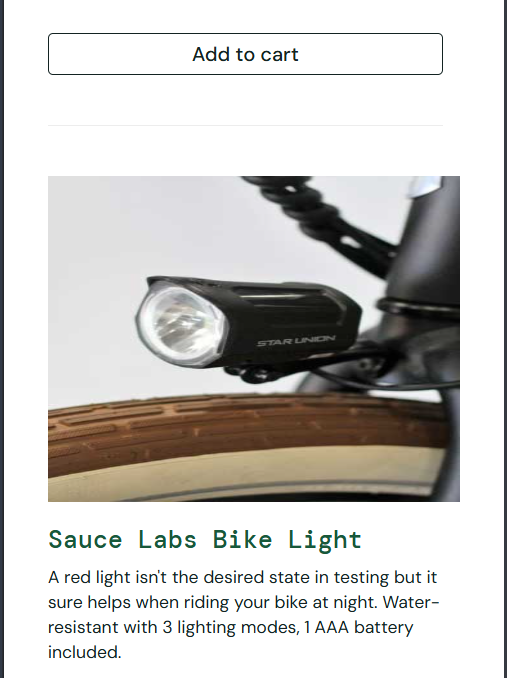 Add to cart
STAR UNION
Sauce Labs Bike Light
A red light isn't the desired state in testing but it
sure helps when riding your bike at night. Water-
resistant with 3 lighting modes, 1 AAA battery
included.